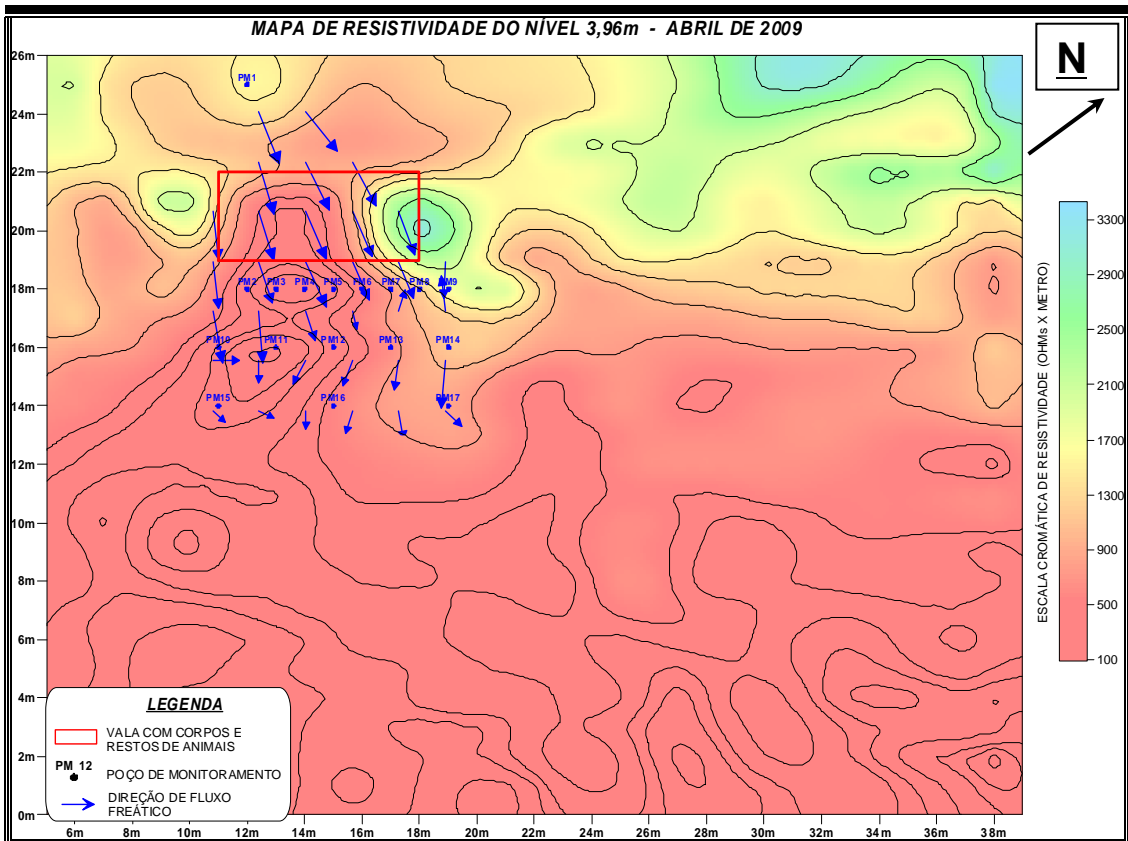 MAPA DE RESISTIVIDADE DO NÍVEL 3,96m - ABRIL DE 2009
N
26m
24m
22m
20m
18m
16m
14m
12m
10m
8m
6m
4m
2m
0m
PM1
PM2 PM3 PM4 PM5 PM6 PM7 PM8 PM9
PM10 PM11 PM12 PM13 PM14
PM15 PM16 PM17
6m 8m 10m 12m 14m 16m 18m 20m 22m 24m 26m 28m 30m 32m 34m 36m 38m
ESCALA CROMÁTICA DE RESISTIVIDADE (OHMs X METRO)
3300
2900
2500
2100
1700
1300
900
500
100
LEGENDA
VALA COM CORPOS E
RESTOS DE ANIMAIS
PM 12
POÇO DE MONITORAMENTO
DIREÇÃO DE FLUXO
FREÁTICO